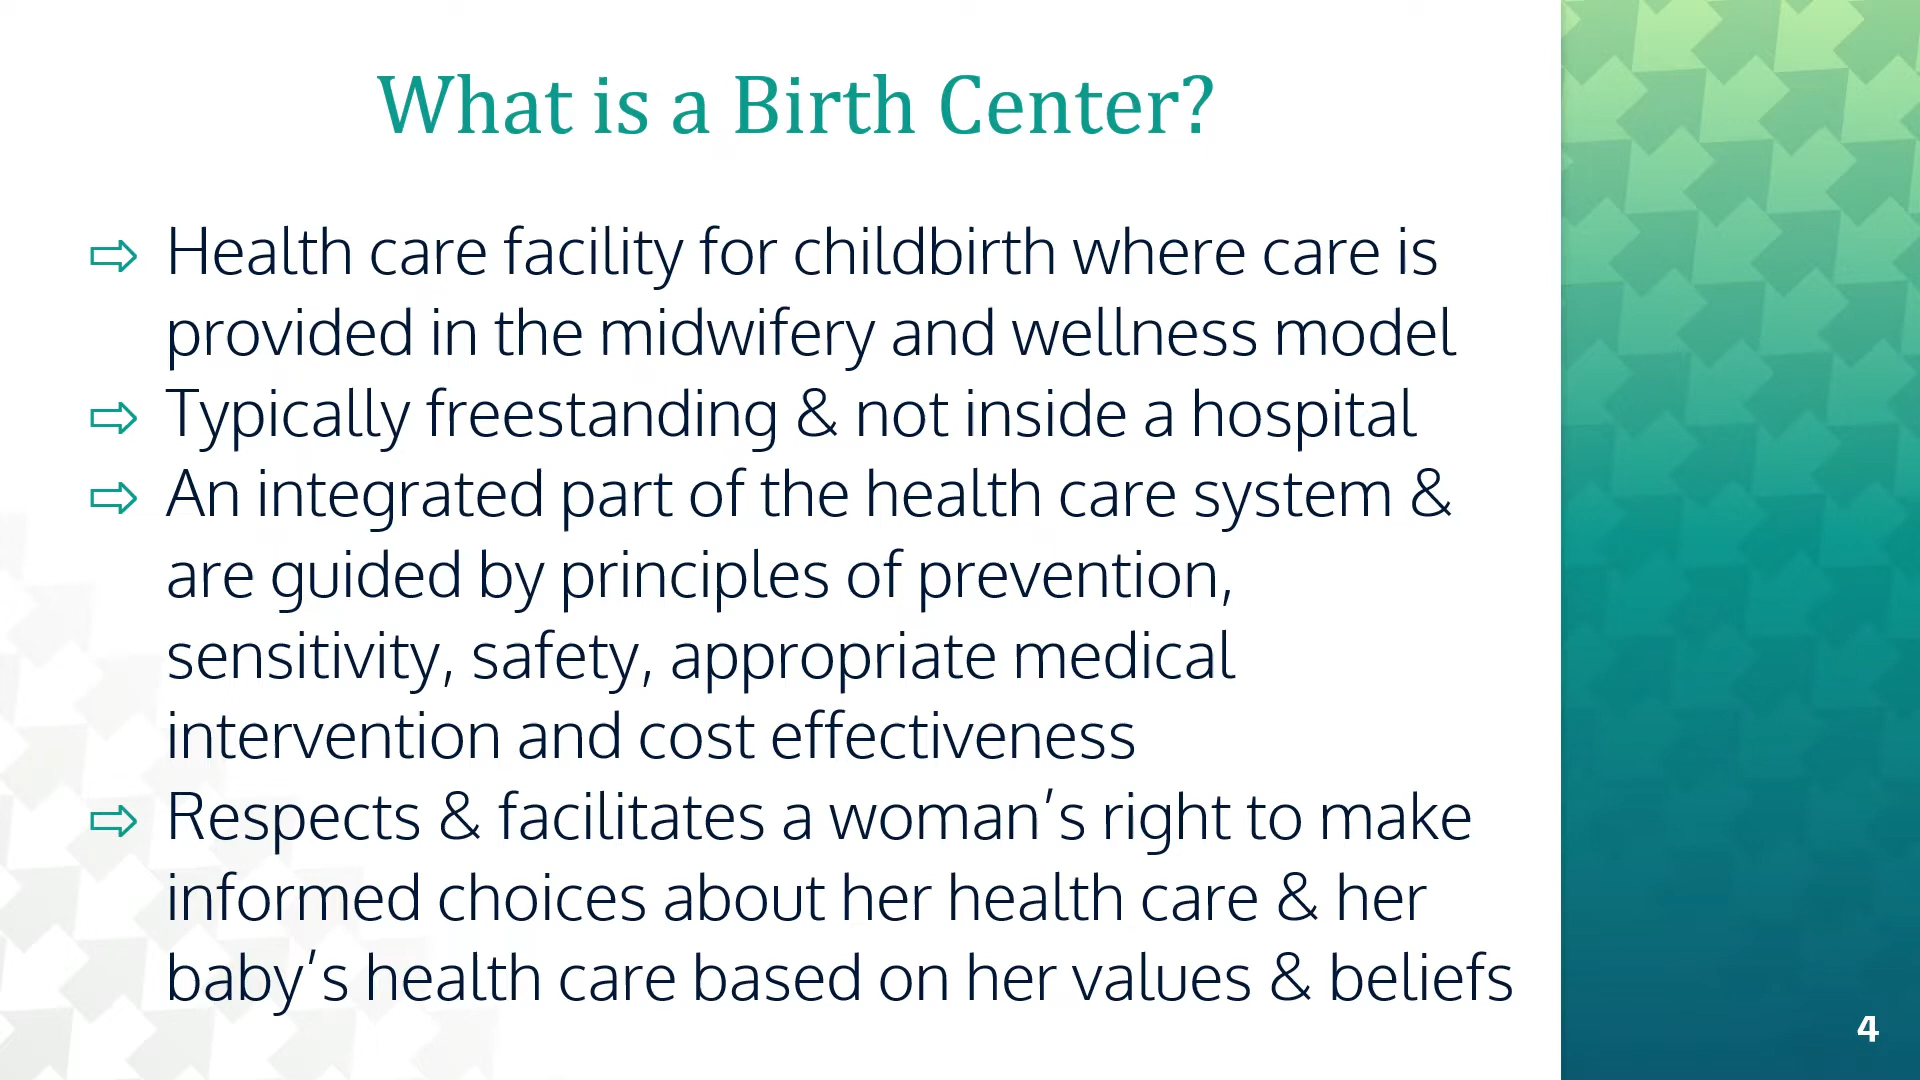 What is a Birth Center?
⇨ Health care facility for childbirth where care is
provided in the midwifery and wellness model
⇨ Typically freestanding & not inside a hospital
⇨ An integrated part of the health care system &
are guided by principles of prevention,
sensitivity, safety, appropriate medical
intervention and cost effectiveness
⇨ Respects & facilitates a woman’s right to make
informed choices about her health care & her
baby’s health care based on her values & beliefs
4